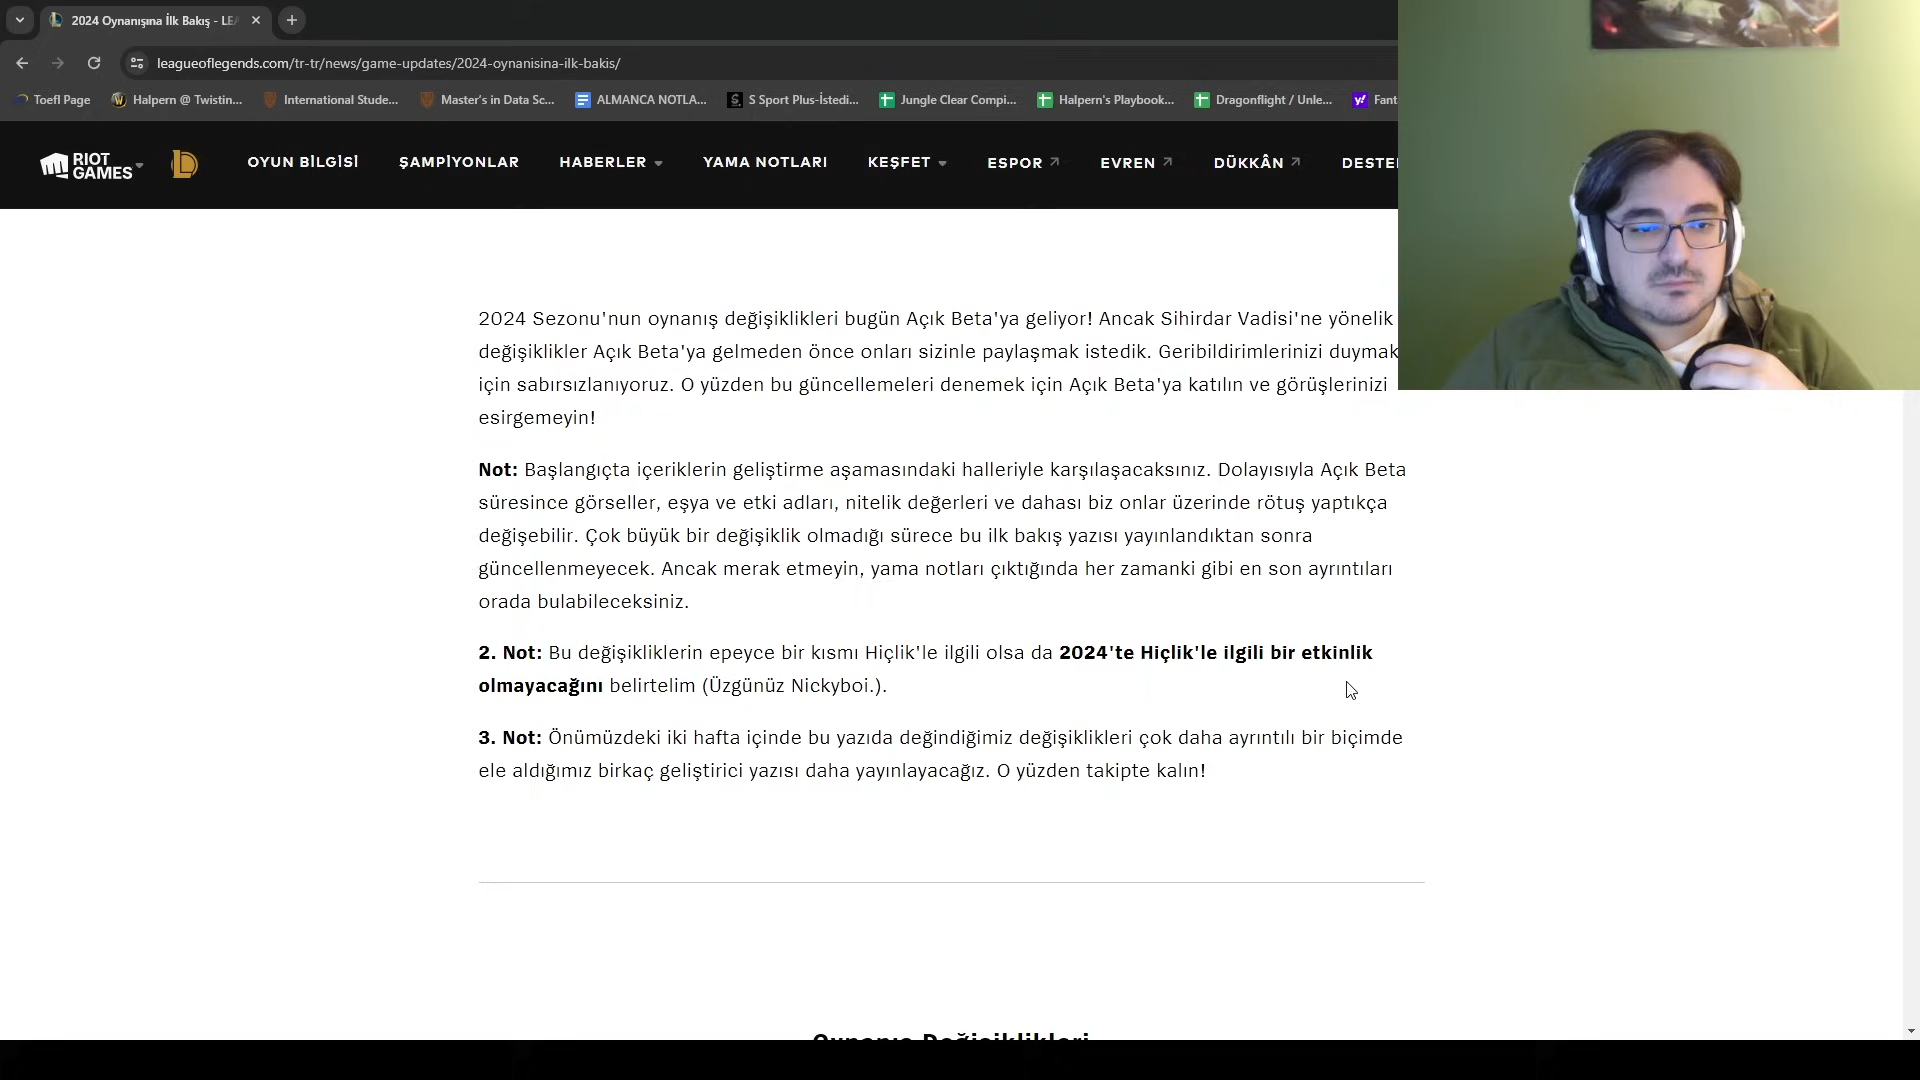 2024 Oynanışına İlk Bakış - LEA
leagueoflegends.com/tr-tr/news/game-updates/2024-oynanisina-ilk-bakis/
Toefl Page Halpern @ Twistin... International Stude... Master's in Data Sc... ALMANCA NOTLA... S Sport Plus-İstedi... Jungle Clear Compi... Halpern's Playbook... Dragonflight / Unle... Fant
RIOT GAMES OYUN BİLGİSİ ŞAMPİYONLAR HABERLER YAMA NOTLARI KEŞFET ESPOR EVREN DÜKKÂN DESTE
2024 Sezonu'nun oynanış değişiklikleri bugün Açık Beta'ya geliyor! Ancak Sihirdar Vadisi'ne yönelik
değişiklikler Açık Beta'ya gelmeden önce onları sizinle paylaşmak istedik. Geribildirimlerinizi duymak
için sabırsızlanıyoruz. O yüzden bu güncellemeleri denemek için Açık Beta'ya katılın ve görüşlerinizi
esirgemeyin!
Not: Başlangıçta içeriklerin geliştirme aşamasındaki halleriyle karşılaşacaksınız. Dolayısıyla Açık Beta
süresince görseller, eşya ve etki adları, nitelik değerleri ve dahası biz onlar üzerinde rötuş yaptıkça
değişebilir. Çok büyük bir değişiklik olmadığı sürece bu ilk bakış yazısı yayınlandıktan sonra
güncellenmeyecek. Ancak merak etmeyin, yama notları çıktığında her zamanki gibi en son ayrıntıları
orada bulabileceksiniz.
2. Not: Bu değişikliklerin epeyce bir kısmı Hiçlik'le ilgili olsa da 2024'te Hiçlik'le ilgili bir etkinlik
olmayacağını belirtelim (Üzgünüz Nickyboi.).
3. Not: Önümüzdeki iki hafta içinde bu yazıda değindiğimiz değişiklikleri çok daha ayrıntılı bir biçimde
ele aldığımız birkaç geliştirici yazısı daha yayınlayacağız. O yüzden takipte kalın!
Oynanış Değişiklikleri